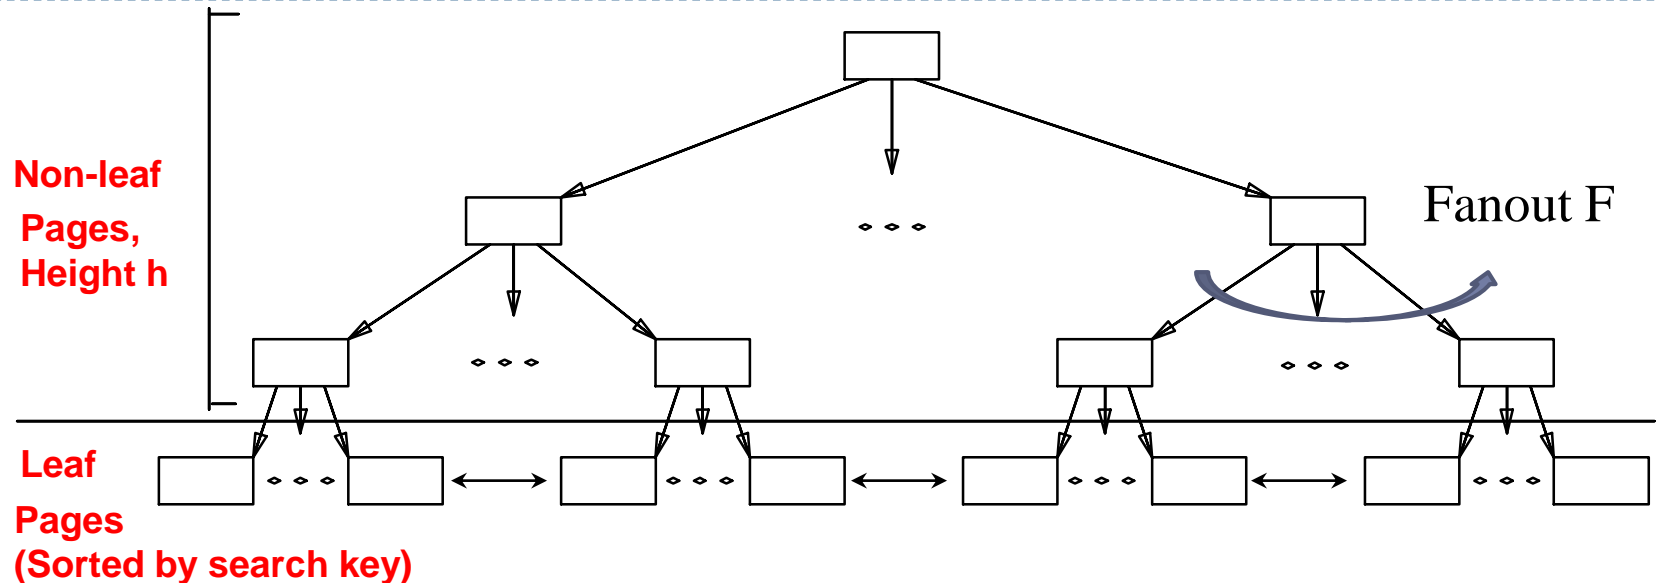 Non-leaf
Pages,
Height h
Fanout F
Leaf
Pages
(Sorted by search key)